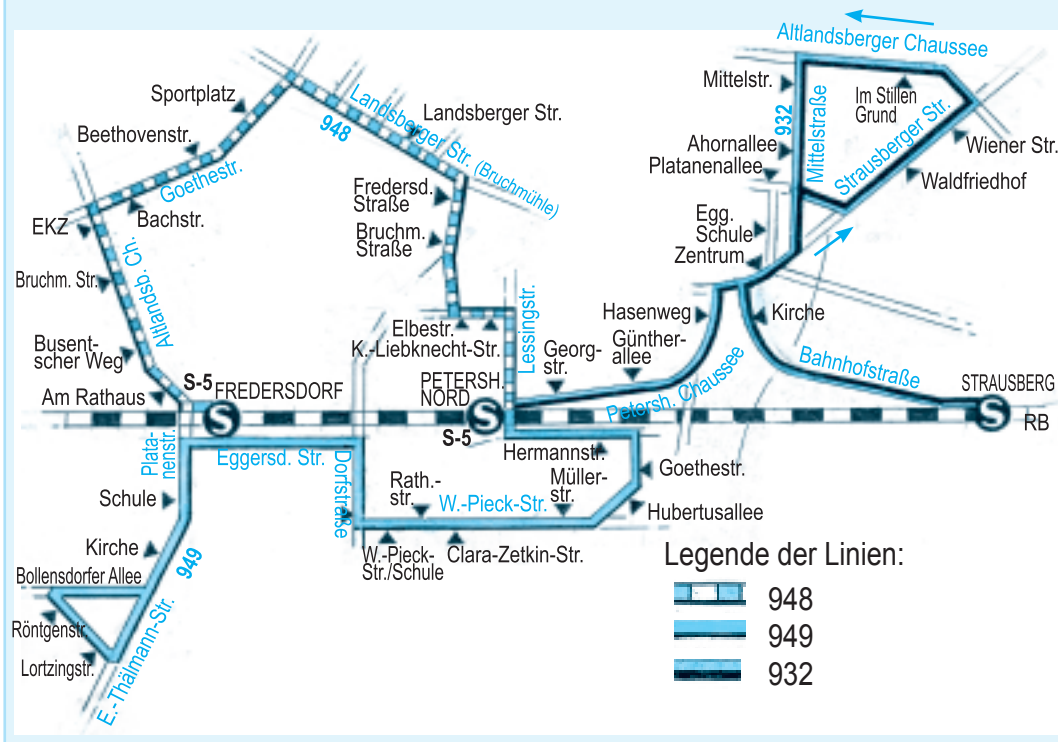 Altlandsberger Chaussee
Mittelstr.
932
Mittelstraße
Im Stillen
Grund
Strausberger Str.
Wiener Str.
Waldfriedhof
Ahornallee
Platanenallee
Egg.
Schule
Zentrum
Sportplatz
Beethovenstr.
Goethestr.
Bachstr.
EKZ
948
Landsberger Str. (Bruchmühle)
Landsberger Str.
Fredersd.
Straße
Bruchm.
Straße
Bruchm. Str.
Altlandsb. Ch.
Busent-
scher Weg
Am Rathaus
S-5
FREDERSDORF
S
Elbestr.
K.-Liebknecht-Str.
Lessingstr.
PETERSH.
NORD
S
S-5
Georg-
str.
Günther-
allee
Hasenweg
Petersh. Chaussee
Kirche
Bahnhofstraße
STRAUSBERG
S
RB
Plata-
nenstr.
Eggersd. Str.
Dorfstraße
Schule
Kirche
949
Bollensdorfer Allee
Röntgenstr.
Lortzingstr.
E.-Thälmann-Str.
Rath.-
str.
W.-Pieck-Str.
Müller-
str.
Hermannstr.
Goethestr.
Hubertusallee
W.-Pieck-
Str./Schule
Clara-Zetkin-Str.
Legende der Linien:
948
949
932